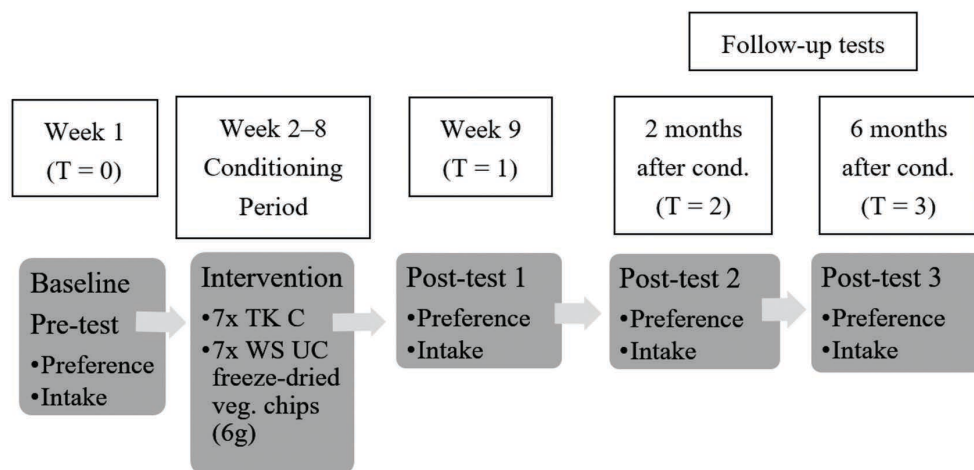 Follow-up tests
Week 1
(T = 0)
Week 2–8
Conditioning
Period
Week 9
(T = 1)
2 months
after cond.
(T = 2)
6 months
after cond.
(T = 3)
Baseline
Pre-test
•Preference
•Intake
Intervention
•7x TK C
•7x WS UC
freeze-dried
veg. chips
(6g)
Post-test 1
•Preference
•Intake
Post-test 2
•Preference
•Intake
Post-test 3
•Preference
•Intake